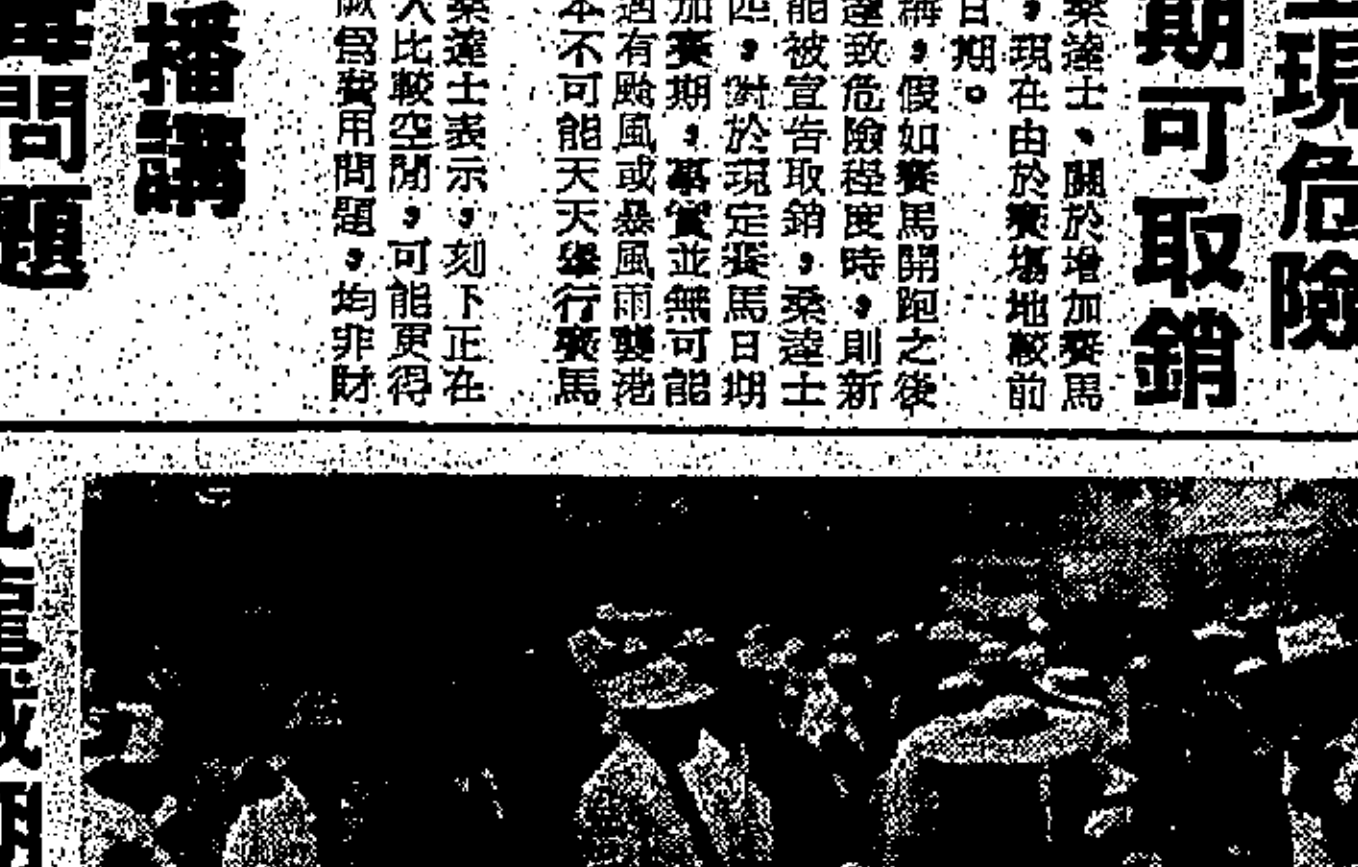 現危險
期可取銷
桑達士、關於增加賽馬
，現在由於賽塲地較前
日期。
稱，假如賽馬開跑之後
達致危險程度時，則新
能被宣告取銷，桑達士
四，對於現定賽馬日期
加賽期，事實並無可能
遇有颱風或暴風雨襲港
本不可能天天舉行賽馬
桑達士表示，刻下正在
人比較空閒，可能更得
厥爲費用問題，均非財
播講
問題